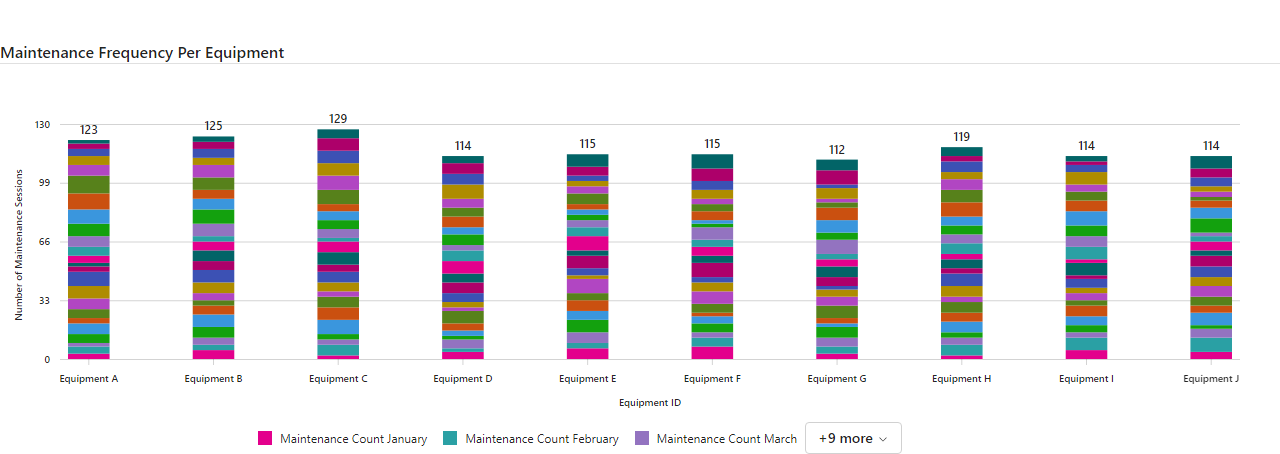 Maintenance Frequency Per Equipment
123 125 129 114 115 115 112 119 114 114
130
99
66
33
0
Number of Maintenance Sessions
Equipment A Equipment B Equipment C Equipment D Equipment E Equipment F Equipment G Equipment H Equipment I Equipment J
Equipment ID
Maintenance Count January Maintenance Count February Maintenance Count March +9 more